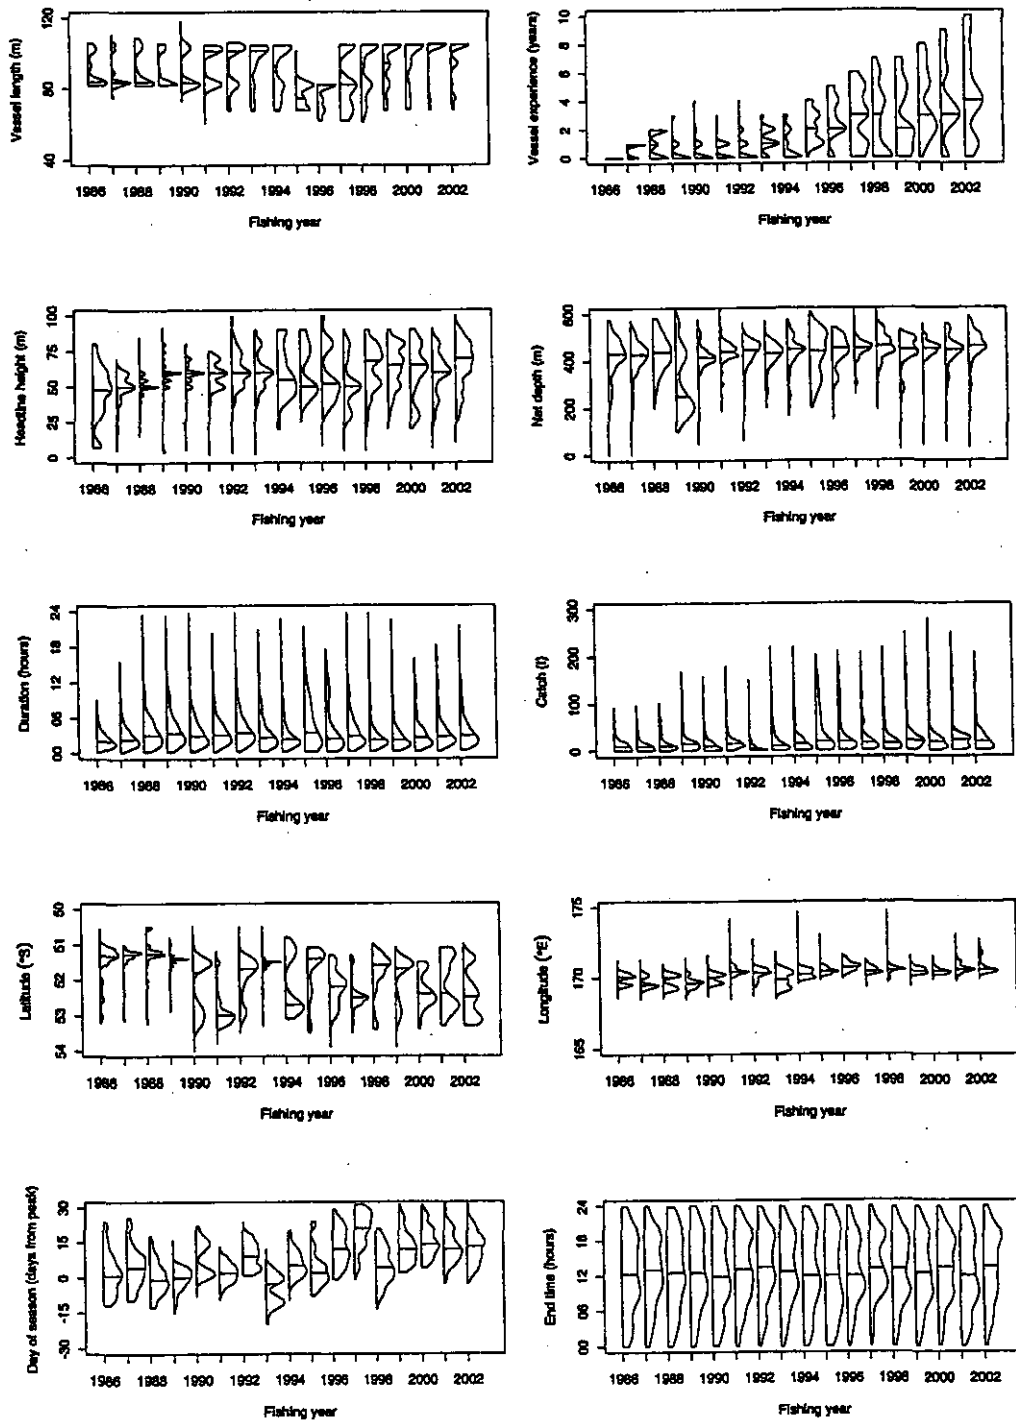 Vessel length (m)
120
80
40
1986 1988 1990 1992 1994 1996 1998 2000 2002
Fishing year
Vessel experience (years)
10
8
6
4
2
0
1986 1988 1990 1992 1994 1996 1998 2000 2002
Fishing year
Headline height (m)
100
75
50
25
0
1986 1988 1990 1992 1994 1996 1998 2000 2002
Fishing year
Net depth (m)
600
400
200
0
1986 1988 1990 1992 1994 1996 1998 2000 2002
Fishing year
Duration (hours)
24
18
12
06
00
1986 1988 1990 1992 1994 1996 1998 2000 2002
Fishing year
Catch (t)
300
200
100
0
1986 1988 1990 1992 1994 1996 1998 2000 2002
Fishing year
Latitude (°S)
50
51
52
53
54
1986 1988 1990 1992 1994 1996 1998 2000 2002
Fishing year
Longitude (°E)
175
170
165
1986 1988 1990 1992 1994 1996 1998 2000 2002
Fishing year
Day of season (days from peak)
30
15
0
-15
-30
1986 1988 1990 1992 1994 1996 1998 2000 2002
Fishing year
End time (hours)
24
18
12
06
00
1986 1988 1990 1992 1994 1996 1998 2000 2002
Fishing year